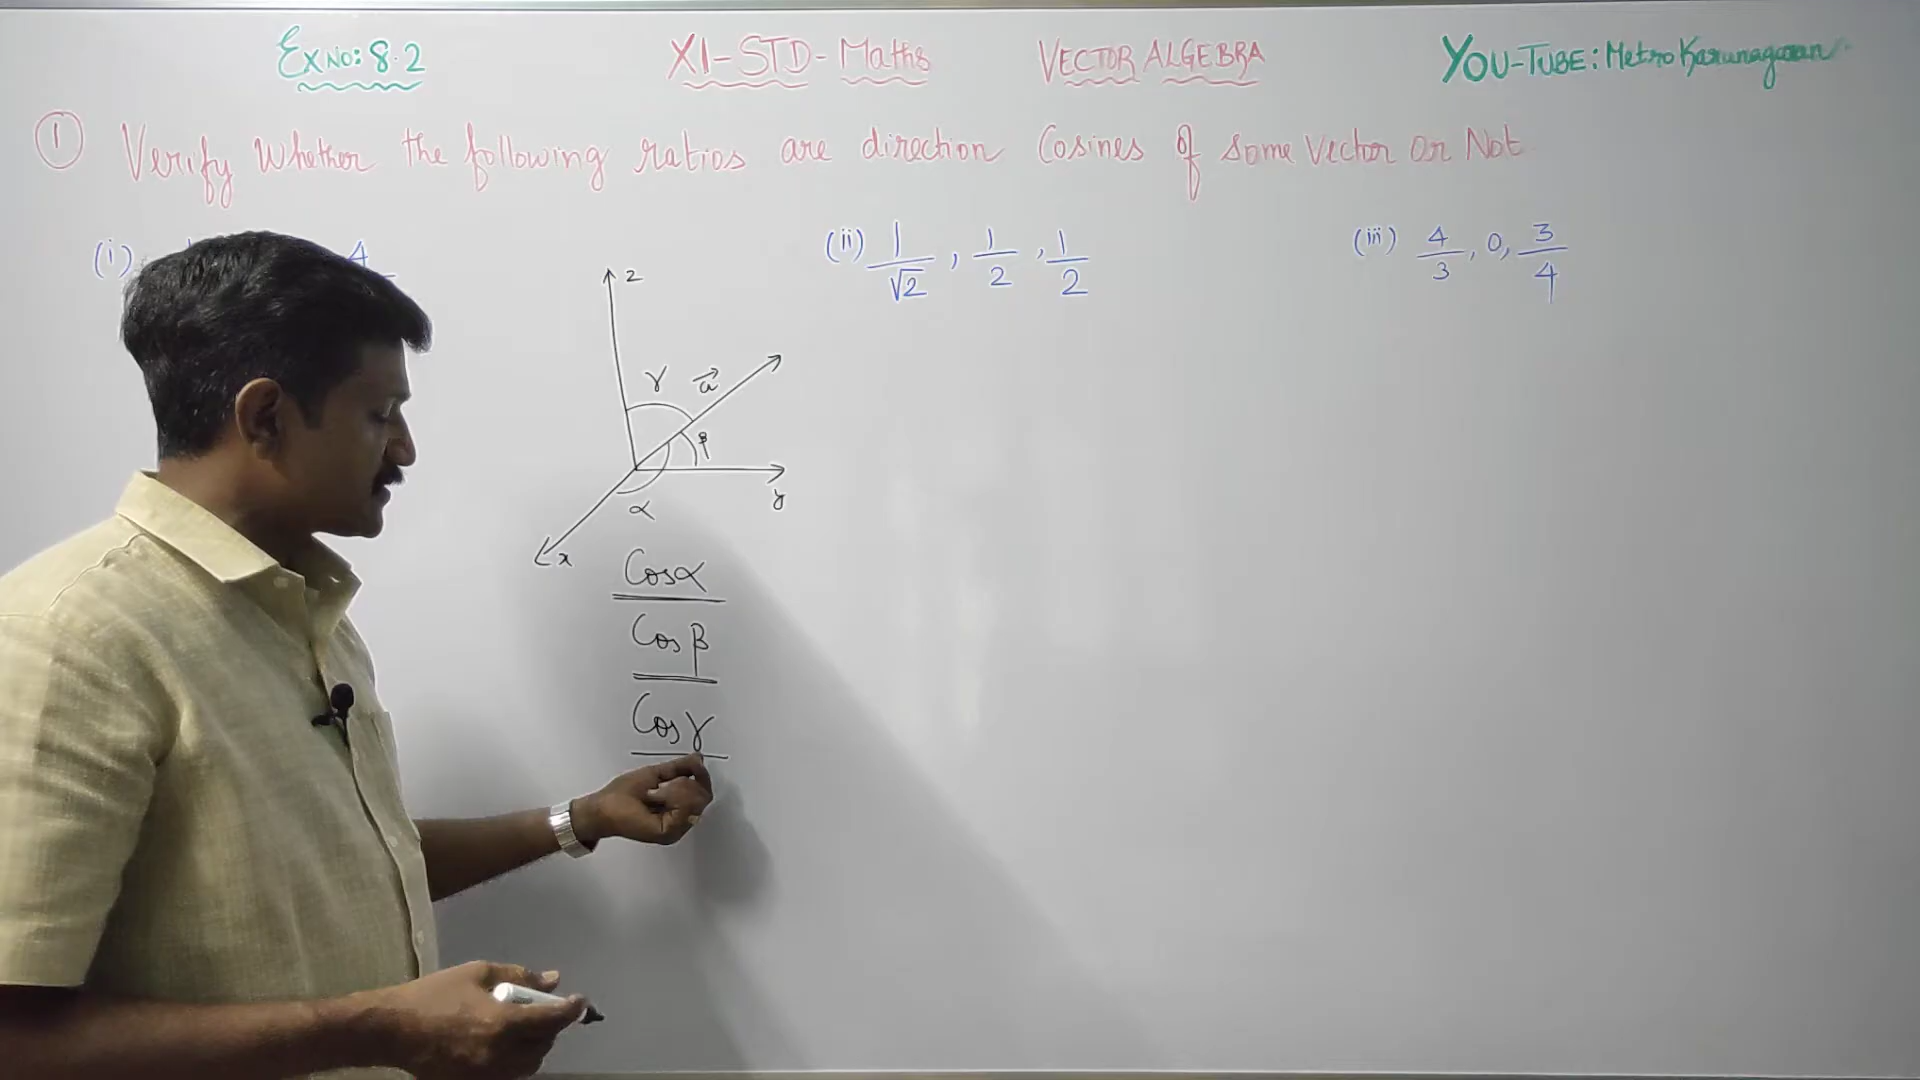 Ex NO: 8.2 XI-STD-Maths VECTOR ALGEBRA YOU-TUBE: Metro Karunagaran
① Verify Whether the following ratios are direction Cosines of some Vector or Not
(i) 4 (ii) 1/√2, 1/2, 1/2 (iii) 4/3, 0, 3/4
z
γ a⃗
β
y
α
x
Cosα
Cosβ
Cosγ